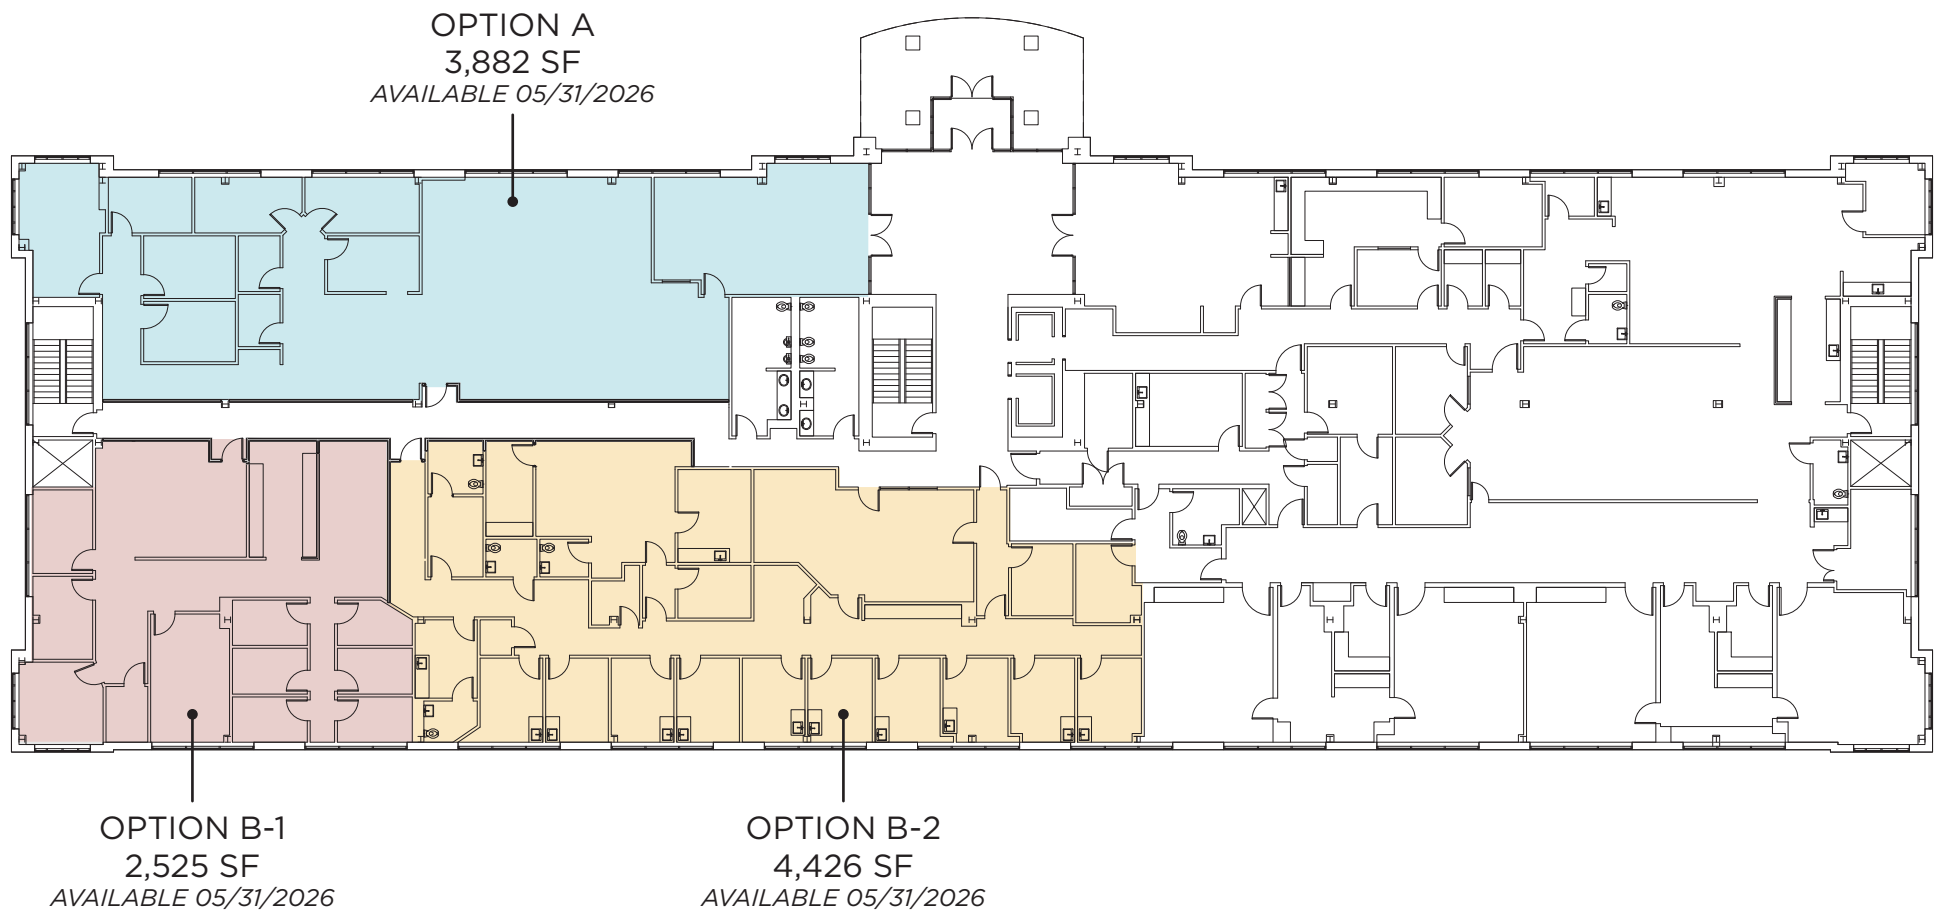 OPTION A
3,882 SF
AVAILABLE 05/31/2026
OPTION B-1
2,525 SF
AVAILABLE 05/31/2026
OPTION B-2
4,426 SF
AVAILABLE 05/31/2026